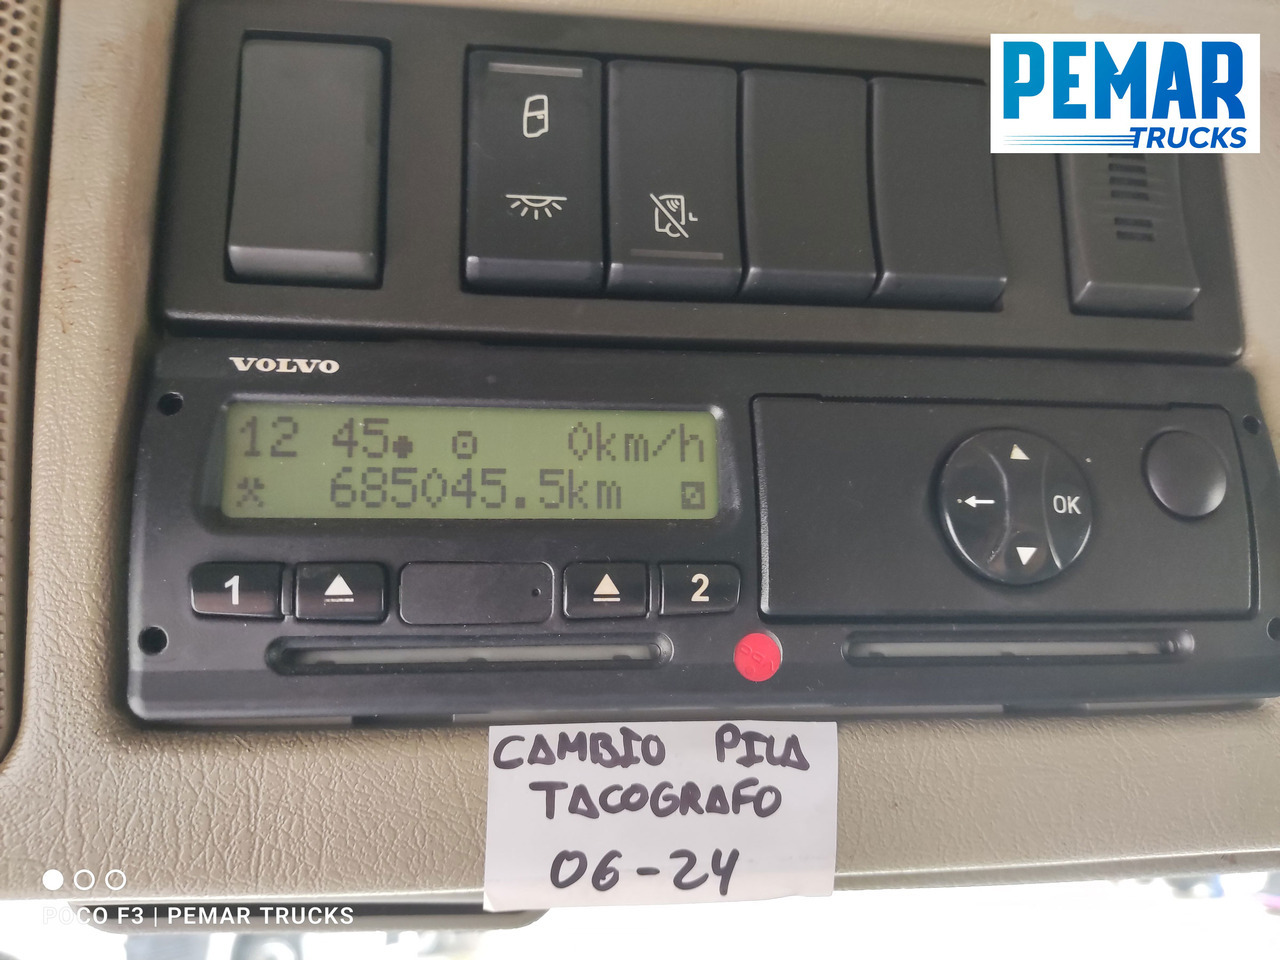 PEMAR
TRUCKS
VOLVO
12 45 0km/h
685045.5km
OK
1
2
CAMBIO PILA
TACOGRAFO
06-24
POCO F3 | PEMAR TRUCKS